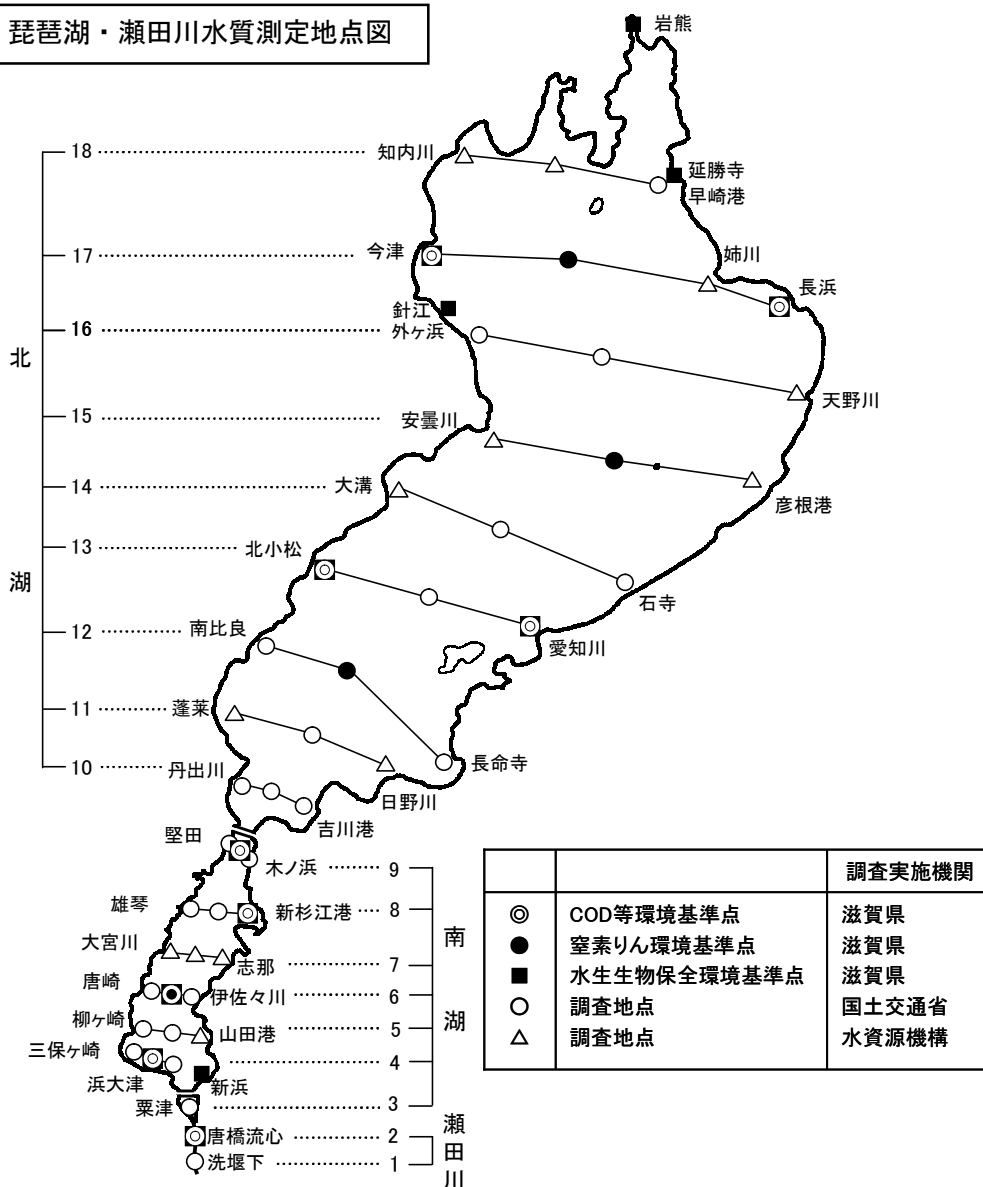 琵琶湖・瀬田川水質測定地点図
岩熊
18
知内川
延勝寺
早崎港
17
今津
姉川
長浜
針江
16
外ヶ浜
天野川
北
15
安曇川
14
大溝
彦根港
13
北小松
湖
石寺
12
南比良
愛知川
11
蓬莱
10
丹出川
長命寺
日野川
吉川港
堅田
木ノ浜
9
雄琴
新杉江港
8
南
大宮川
志那
7
唐崎
伊佐々川
6
湖
柳ヶ崎
山田港
5
三保ヶ崎
4
浜大津
新浜
粟津
3
瀬
唐橋流心
2
田
洗堰下
1
川
調査実施機関
◎ COD等環境基準点 滋賀県
● 窒素りん環境基準点 滋賀県
■ 水生生物保全環境基準点 滋賀県
○ 調査地点 国土交通省
△ 調査地点 水資源機構